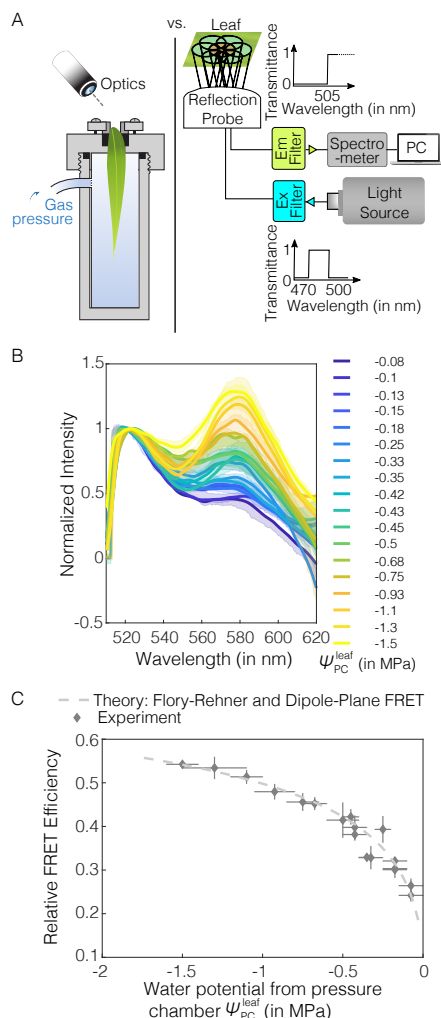 A
vs.
Leaf
Optics
Reflection
Probe
Gas
pressure
Transmittance
1
0
505
Wavelength (in nm)
Em
Filter
Spectro
-meter
PC
Ex
Filter
Light
Source
Transmittance
1
0
470 500
Wavelength (in nm)
B
Normalized Intensity
1.5
1
0.5
0
-0.5
520 540 560 580 600 620
Wavelength (in nm)
-0.08
-0.1
-0.13
-0.15
-0.18
-0.25
-0.33
-0.35
-0.42
-0.43
-0.45
-0.5
-0.68
-0.75
-0.93
-1.1
-1.3
-1.5
Ψ leaf PC (in MPa)
C
Theory: Flory-Rehner and Dipole-Plane FRET
Experiment
Relative FRET Efficiency
0.6
0.5
0.4
0.3
0.2
0.1
-2 -1.5 -1 -0.5 0
Water potential from pressure
chamber Ψ leaf PC (in MPa)